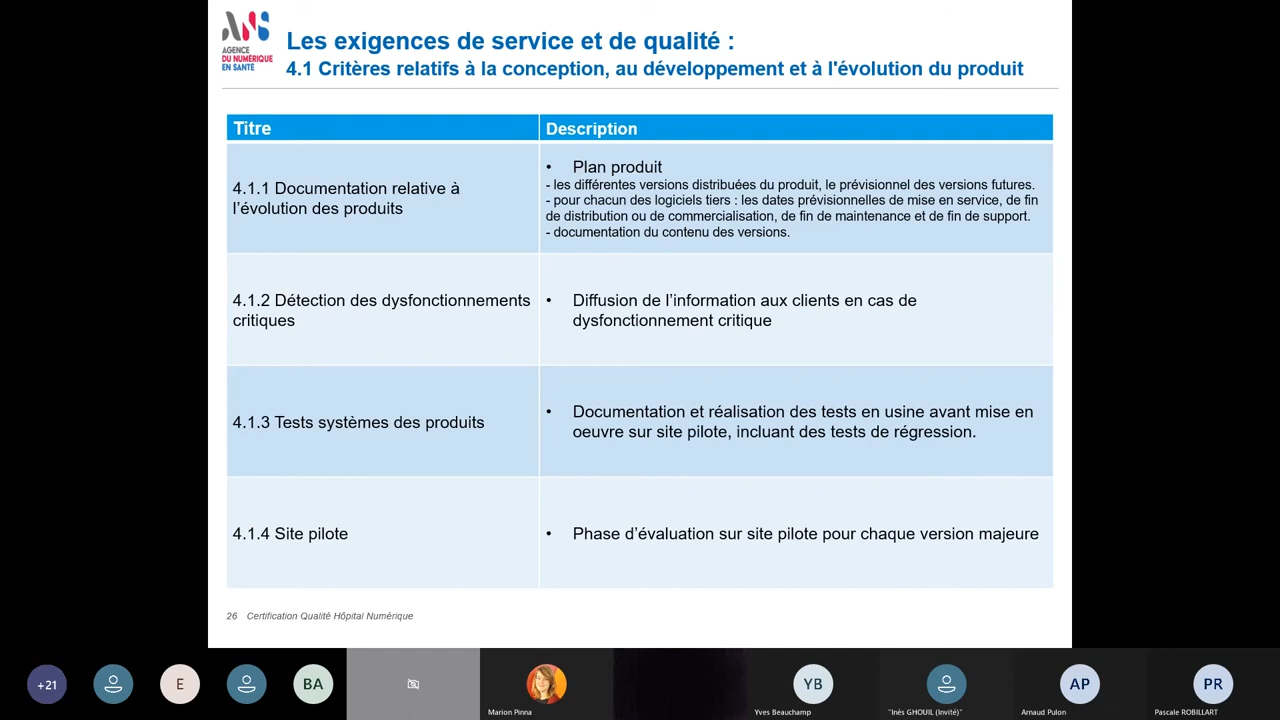 ANS
AGENCE
DU NUMÉRIQUE
EN SANTÉ
Les exigences de service et de qualité :
4.1 Critères relatifs à la conception, au développement et à l'évolution du produit
Titre
Description
4.1.1 Documentation relative à
l’évolution des produits
• Plan produit
- les différentes versions distribuées du produit, le prévisionnel des versions futures.
- pour chacun des logiciels tiers : les dates prévisionnelles de mise en service, de fin
de distribution ou de commercialisation, de fin de maintenance et de fin de support.
- documentation du contenu des versions.
4.1.2 Détection des dysfonctionnements
critiques
• Diffusion de l’information aux clients en cas de
dysfonctionnement critique
4.1.3 Tests systèmes des produits
• Documentation et réalisation des tests en usine avant mise en
oeuvre sur site pilote, incluant des tests de régression.
4.1.4 Site pilote
• Phase d’évaluation sur site pilote pour chaque version majeure
26 Certification Qualité Hôpital Numérique
+21
E
BA
Marion Pinna
YB
Yves Beauchamp
"Inès GHOUIL (Invité)"
AP
Arnaud Pulon
PR
Pascale ROBILLART